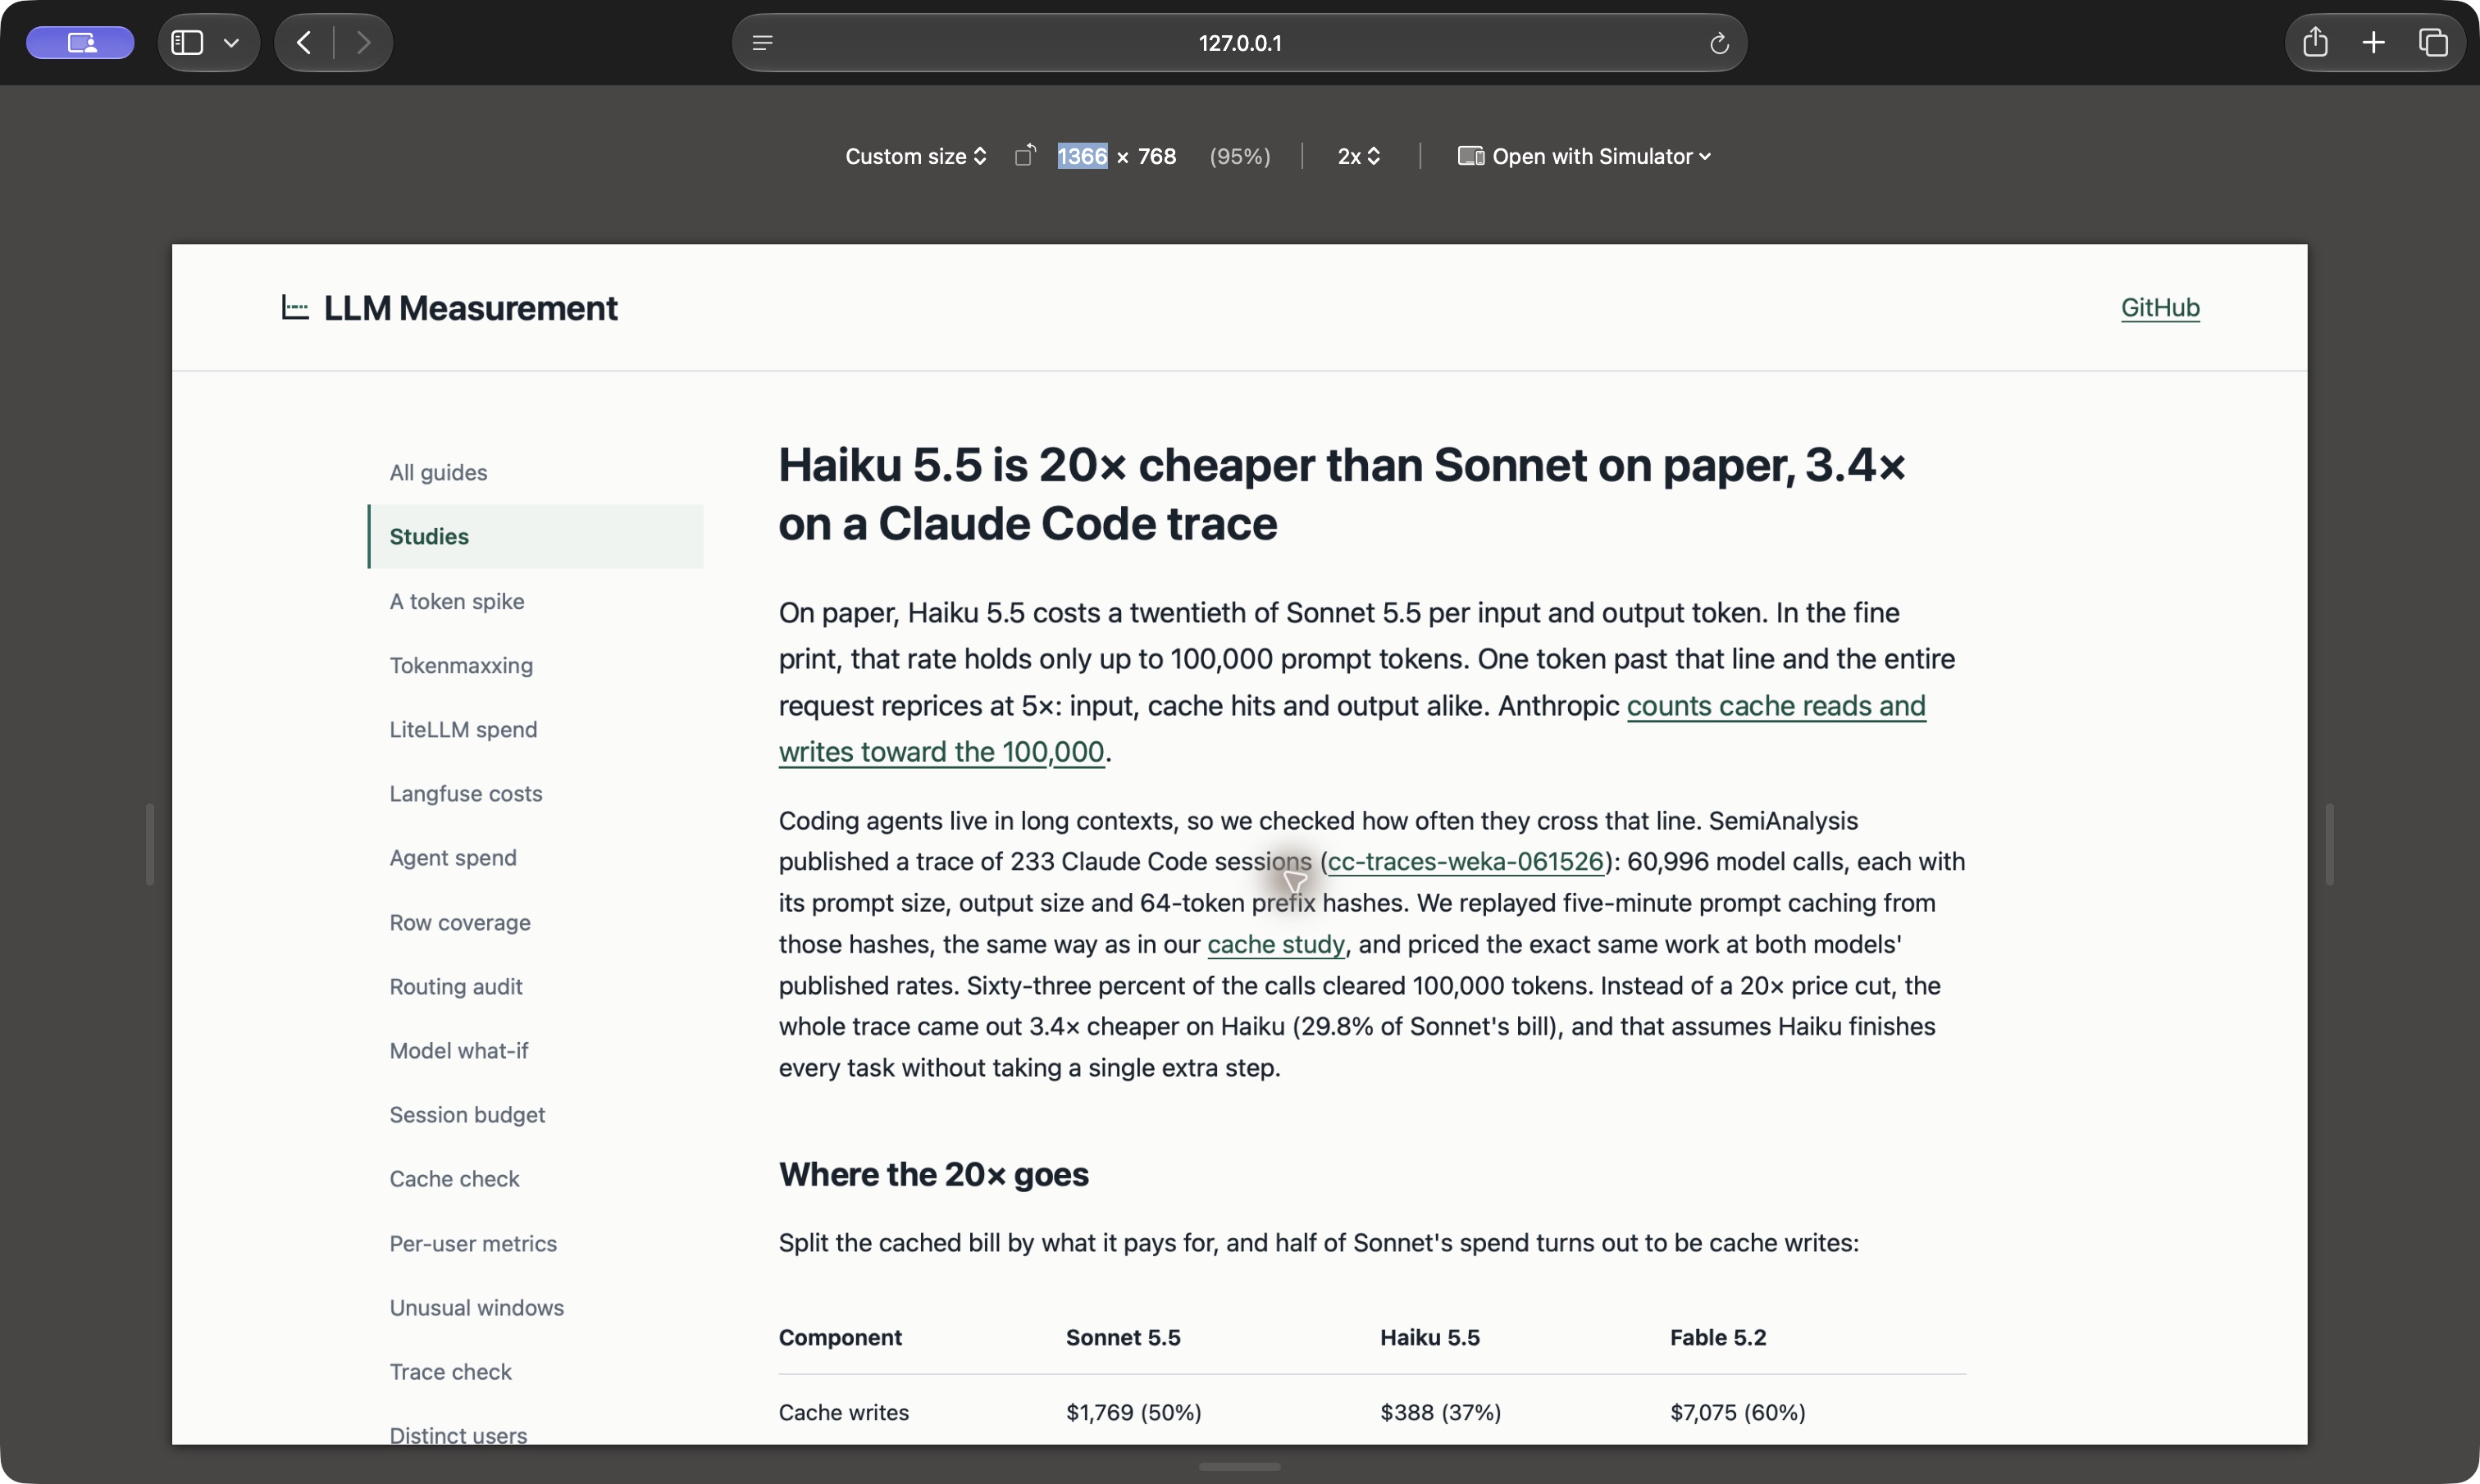 127.0.0.1
Custom size 1366 × 768 (95%) 2x Open with Simulator
LLM Measurement
GitHub
All guides
Studies
A token spike
Tokenmaxxing
LiteLLM spend
Langfuse costs
Agent spend
Row coverage
Routing audit
Model what-if
Session budget
Cache check
Per-user metrics
Unusual windows
Trace check
Distinct users
Haiku 5.5 is 20× cheaper than Sonnet on paper, 3.4×
on a Claude Code trace
On paper, Haiku 5.5 costs a twentieth of Sonnet 5.5 per input and output token. In the fine
print, that rate holds only up to 100,000 prompt tokens. One token past that line and the entire
request reprices at 5×: input, cache hits and output alike. Anthropic counts cache reads and
writes toward the 100,000.
Coding agents live in long contexts, so we checked how often they cross that line. SemiAnalysis
published a trace of 233 Claude Code sessions (cc-traces-weka-061526): 60,996 model calls, each with
its prompt size, output size and 64-token prefix hashes. We replayed five-minute prompt caching from
those hashes, the same way as in our cache study, and priced the exact same work at both models'
published rates. Sixty-three percent of the calls cleared 100,000 tokens. Instead of a 20× price cut, the
whole trace came out 3.4× cheaper on Haiku (29.8% of Sonnet's bill), and that assumes Haiku finishes
every task without taking a single extra step.
Where the 20× goes
Split the cached bill by what it pays for, and half of Sonnet's spend turns out to be cache writes:
Component Sonnet 5.5 Haiku 5.5 Fable 5.2
Cache writes $1,769 (50%) $388 (37%) $7,075 (60%)